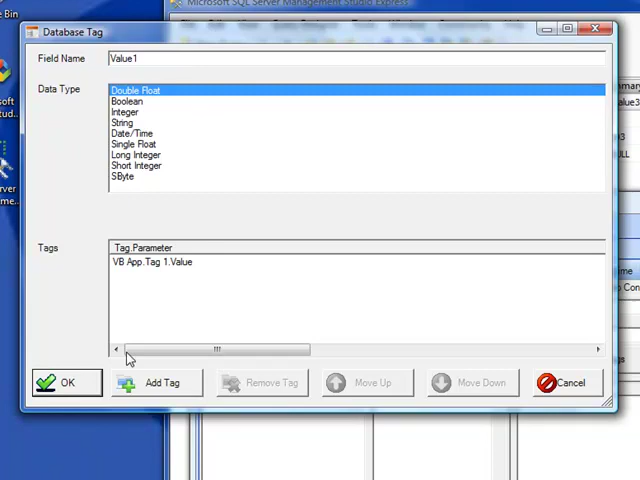 Bin
Microsoft SQL Server Management Studio Express
Database Tag
Field Name
Value1
Data Type
Double Float
Boolean
Integer
String
Date/Time
Single Float
Long Integer
Short Integer
SByte
Tags
Tag.Parameter
VB App.Tag 1.Value
OK
Add Tag
Remove Tag
Move Up
Move Down
Cancel